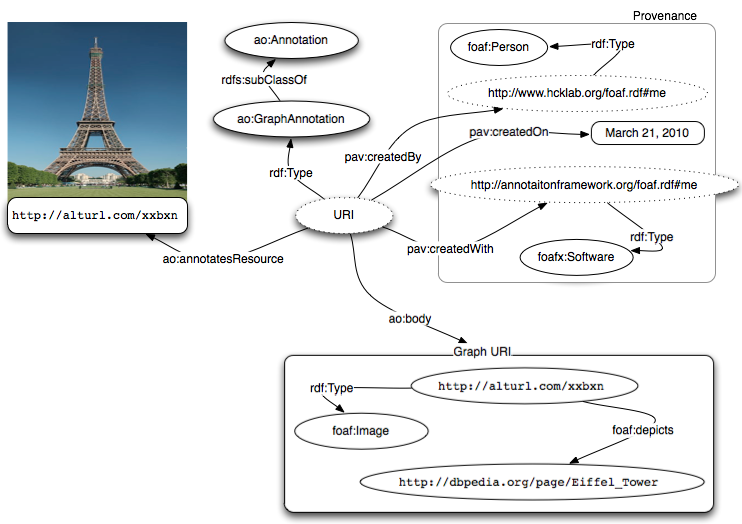 Provenance
ao:Annotation
foaf:Person
rdf:Type
rdfs:subClassOf
http://www.hcklab.org/foaf.rdf#me
ao:GraphAnnotation
pav:createdOn
March 21, 2010
pav:createdBy
rdf:Type
http://annotaitonframework.org/foaf.rdf#me
http://alturl.com/xxbxn
URI
rdf:Type
pav:createdWith
ao:annotatesResource
foafx:Software
ao:body
Graph URI
rdf:Type
http://alturl.com/xxbxn
foaf:Image
foaf:depicts
http://dbpedia.org/page/Eiffel_Tower